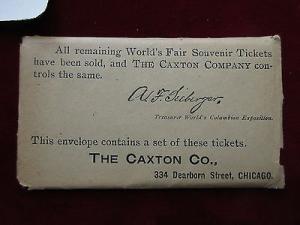 All remaining World's Fair Souvenir Tickets
have been sold, and THE CAXTON COMPANY con-
trols the same.
A. F. Seeberger,
Treasurer World's Columbian Exposition.
This envelope contains a set of these tickets.
THE CAXTON CO.,
334 Dearborn Street, CHICAGO.